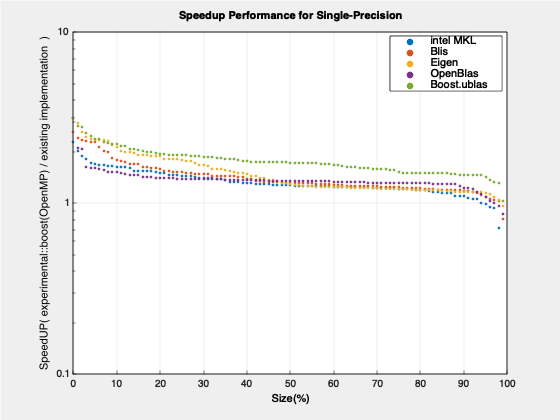 Speedup Performance for Single-Precision
SpeedUP( experimental::boost(OpenMP) / existing implementation )
10
1
0.1
intel MKL
Blis
Eigen
OpenBlas
Boost.ublas
0 10 20 30 40 50 60 70 80 90 100
Size(%)